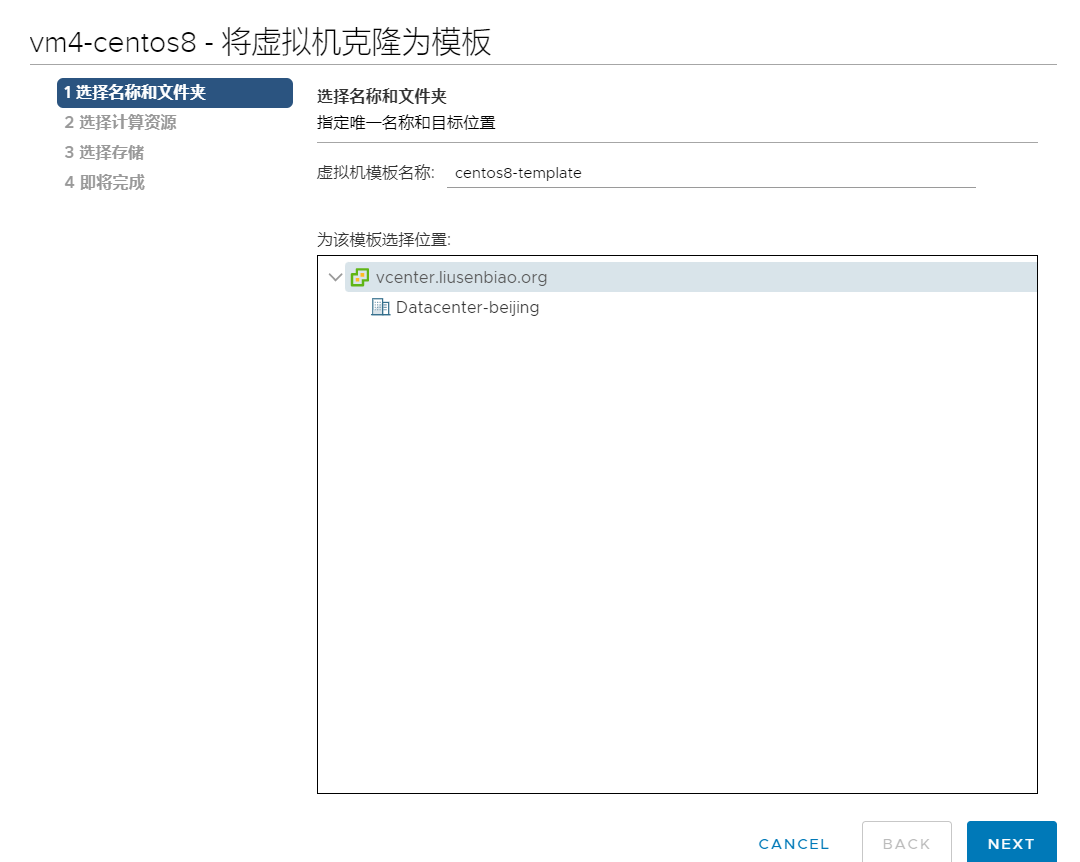 vm4-centos8 - 将虚拟机克隆为模板
1 选择名称和文件夹
2 选择计算资源
3 选择存储
4 即将完成
选择名称和文件夹
指定唯一名称和目标位置
虚拟机模板名称: centos8-template
为该模板选择位置:
vcenter.liusenbiao.org
Datacenter-beijing
CANCEL BACK NEXT